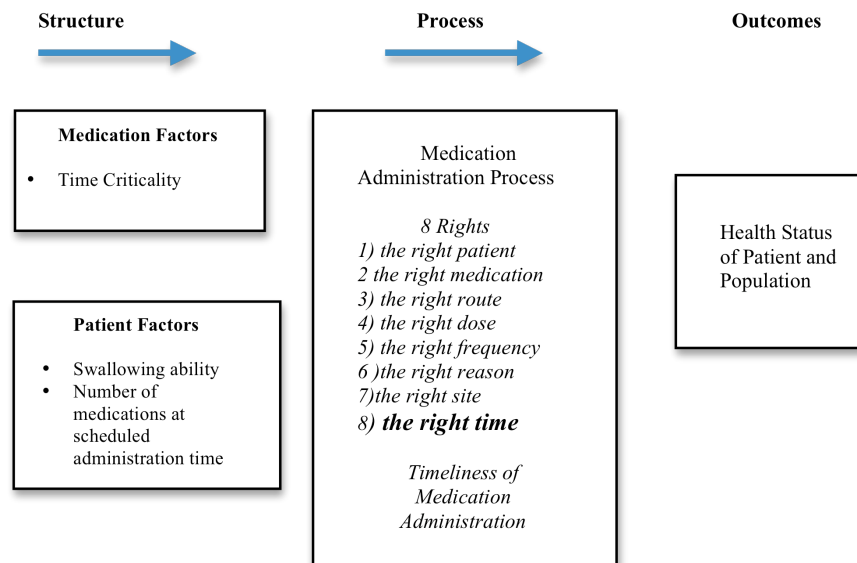 Structure
Process
Outcomes
Medication Factors
• Time Criticality
Patient Factors
• Swallowing ability
• Number of
medications at
scheduled
administration time
Medication
Administration Process
8 Rights
1) the right patient
2 the right medication
3) the right route
4) the right dose
5) the right frequency
6 )the right reason
7)the right site
8) the right time
Timeliness of
Medication
Administration
Health Status
of Patient and
Population